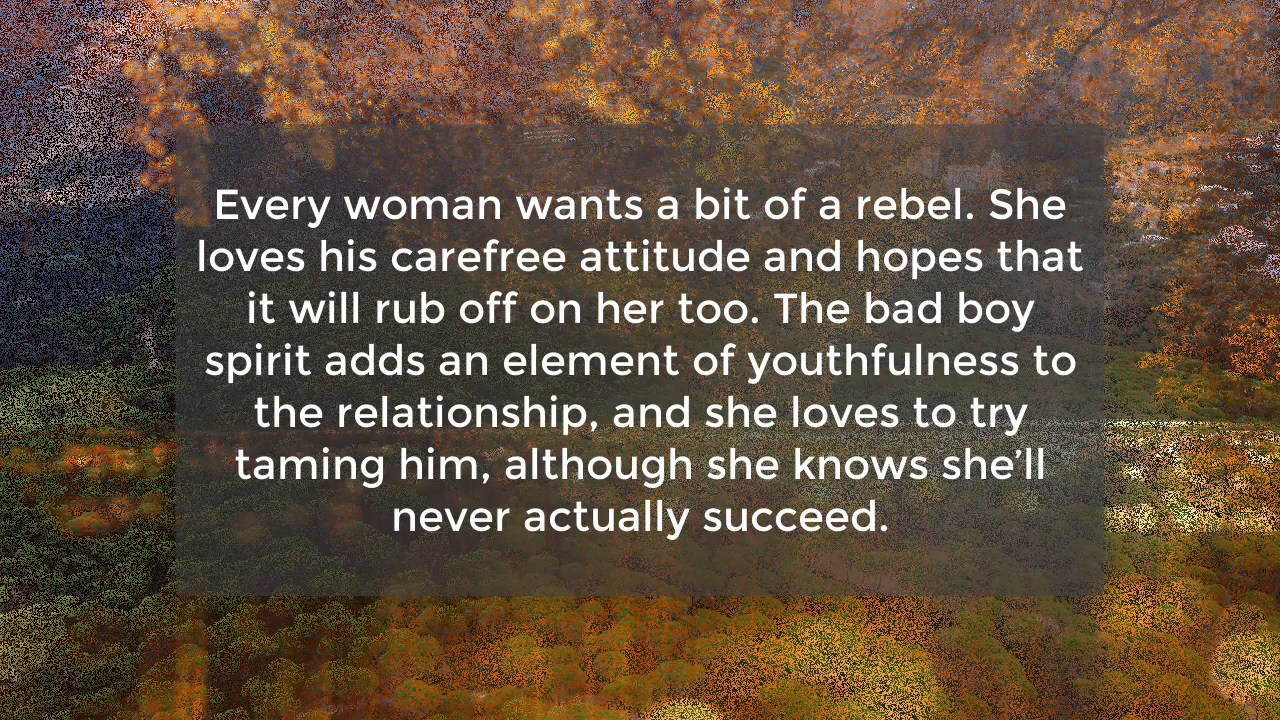 Every woman wants a bit of a rebel. She
loves his carefree attitude and hopes that
it will rub off on her too. The bad boy
spirit adds an element of youthfulness to
the relationship, and she loves to try
taming him, although she knows she’ll
never actually succeed.